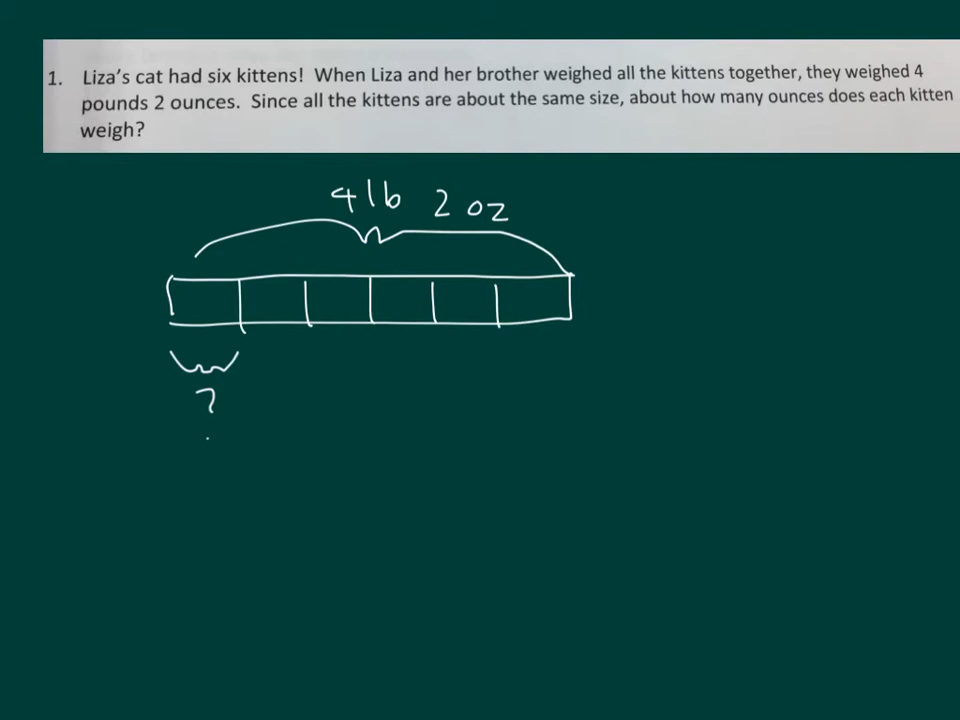 1. Liza's cat had six kittens! When Liza and her brother weighed all the kittens together, they weighed 4
pounds 2 ounces. Since all the kittens are about the same size, about how many ounces does each kitten
weigh?
4 lb 2 oz
?